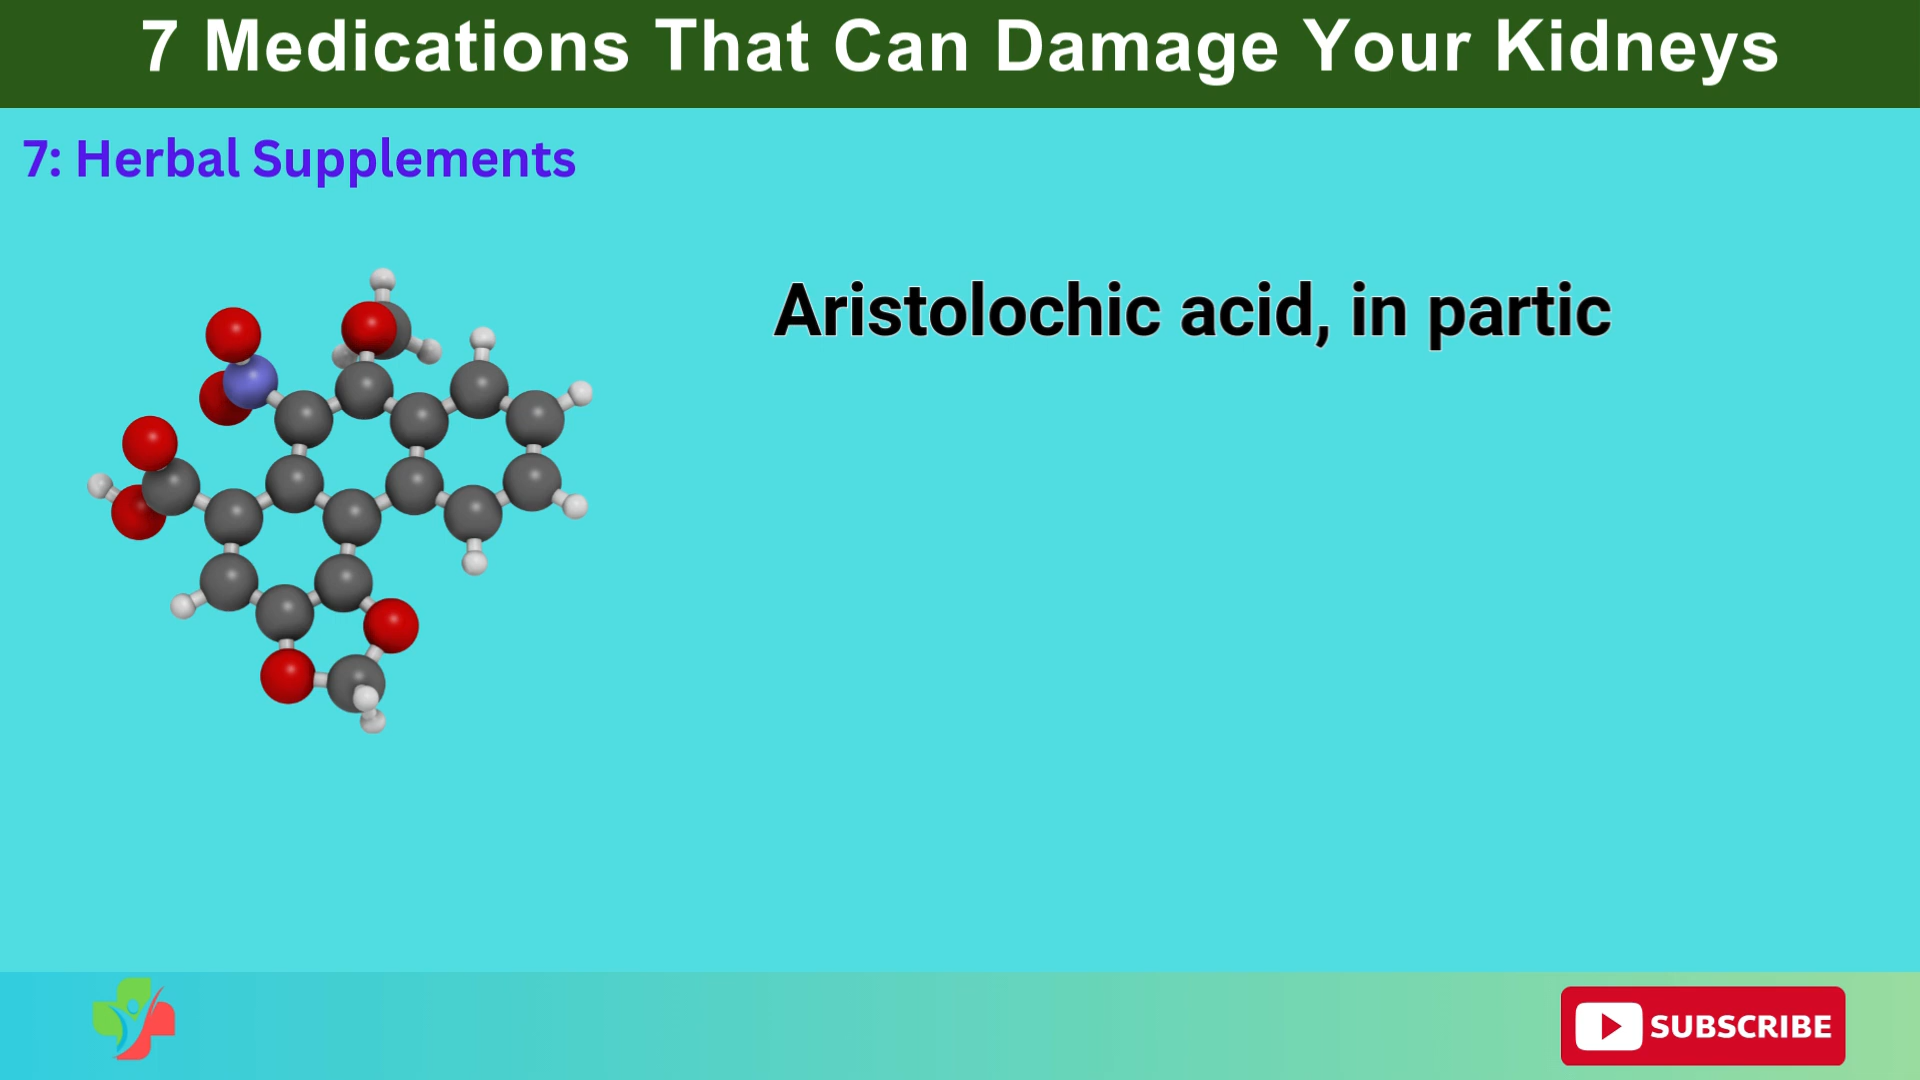 7 Medications That Can Damage Your Kidneys
7: Herbal Supplements
Aristolochic acid, in partic
SUBSCRIBE